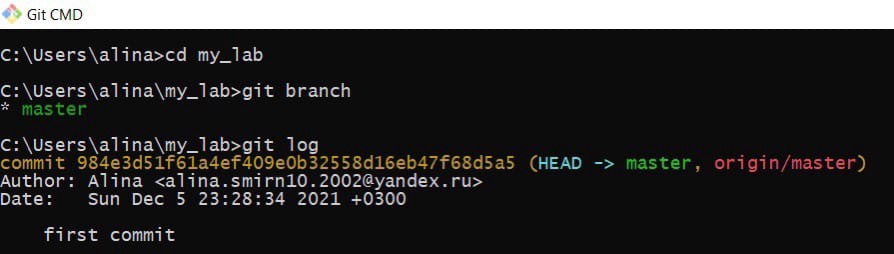 Git CMD
C:\Users\alina>cd my_lab
C:\Users\alina\my_lab>git branch
* master
C:\Users\alina\my_lab>git log
commit 984e3d51f61a4ef409e0b32558d16eb47f68d5a5 (HEAD -> master, origin/master)
Author: Alina <alina.smirn10.2002@yandex.ru>
Date:   Sun Dec 5 23:28:34 2021 +0300
first commit